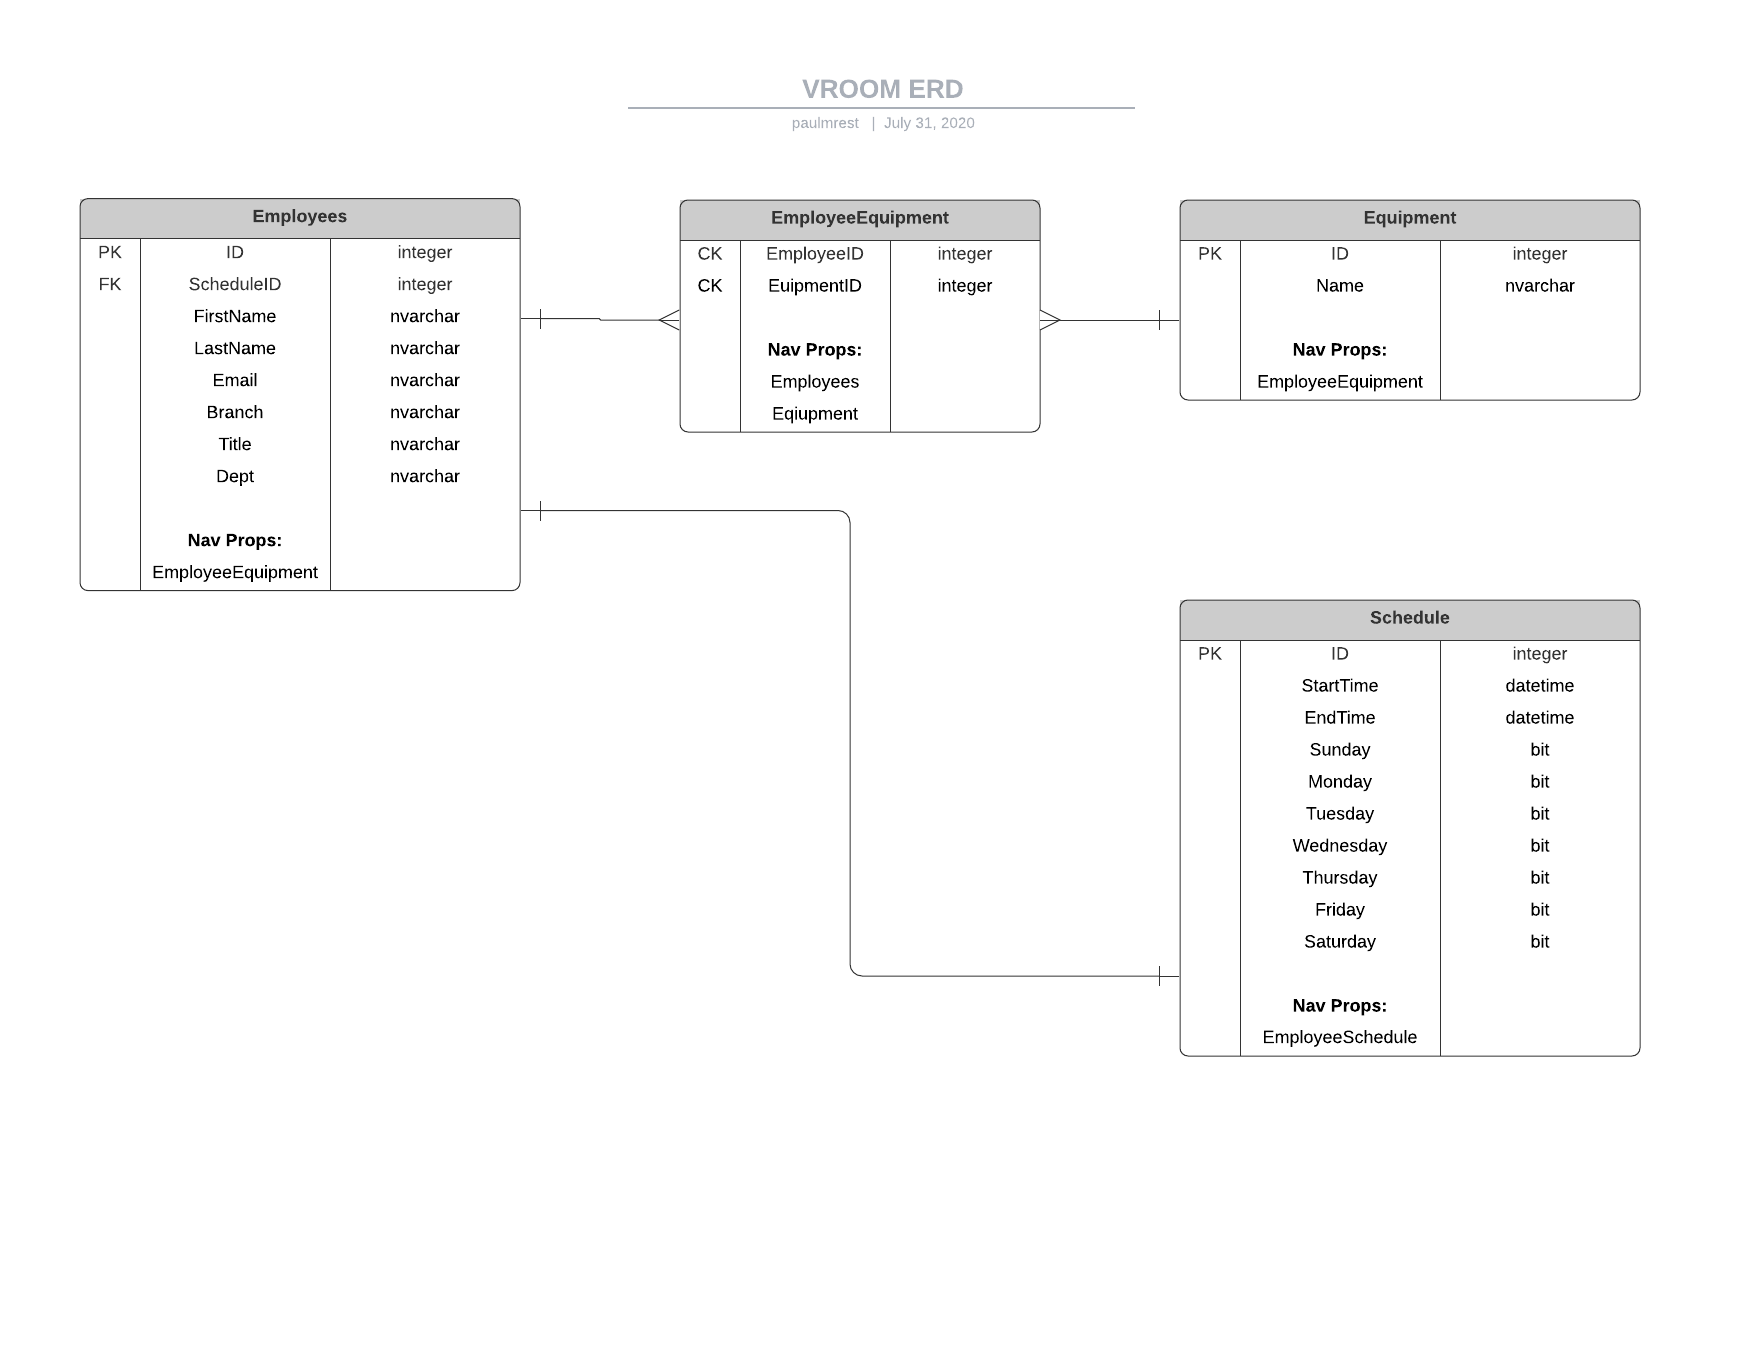 VROOM ERD
paulmrest | July 31, 2020
Employees
PK ID integer
FK ScheduleID integer
FirstName nvarchar
LastName nvarchar
Email nvarchar
Branch nvarchar
Title nvarchar
Dept nvarchar
Nav Props:
EmployeeEquipment
EmployeeEquipment
CK EmployeeID integer
CK EuipmentID integer
Nav Props:
Employees
Eqiupment
Equipment
PK ID integer
Name nvarchar
Nav Props:
EmployeeEquipment
Schedule
PK ID integer
StartTime datetime
EndTime datetime
Sunday bit
Monday bit
Tuesday bit
Wednesday bit
Thursday bit
Friday bit
Saturday bit
Nav Props:
EmployeeSchedule